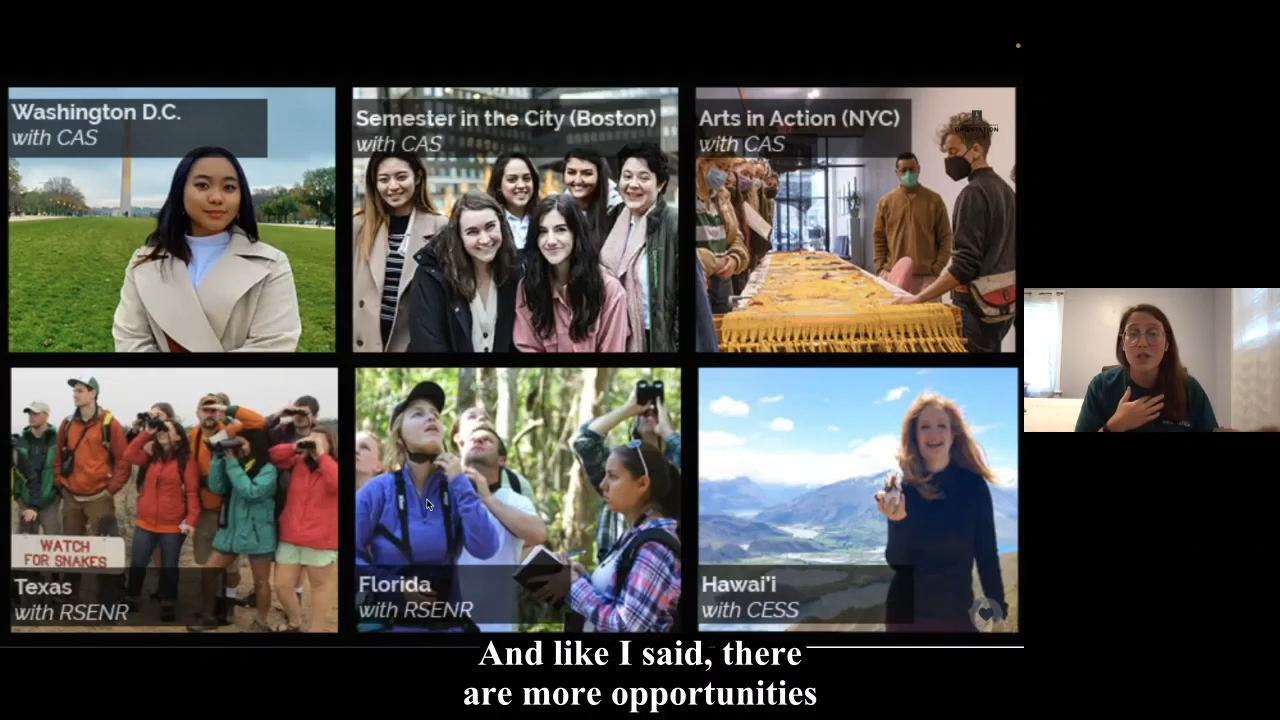 Washington D.C.
with CAS
Semester in the City (Boston)
with CAS
Arts in Action (NYC)
with CAS
WATCH
FOR SNAKES
Texas
with RSENR
Florida
with RSENR
Hawai'i
with CESS
And like I said, there
are more opportunities